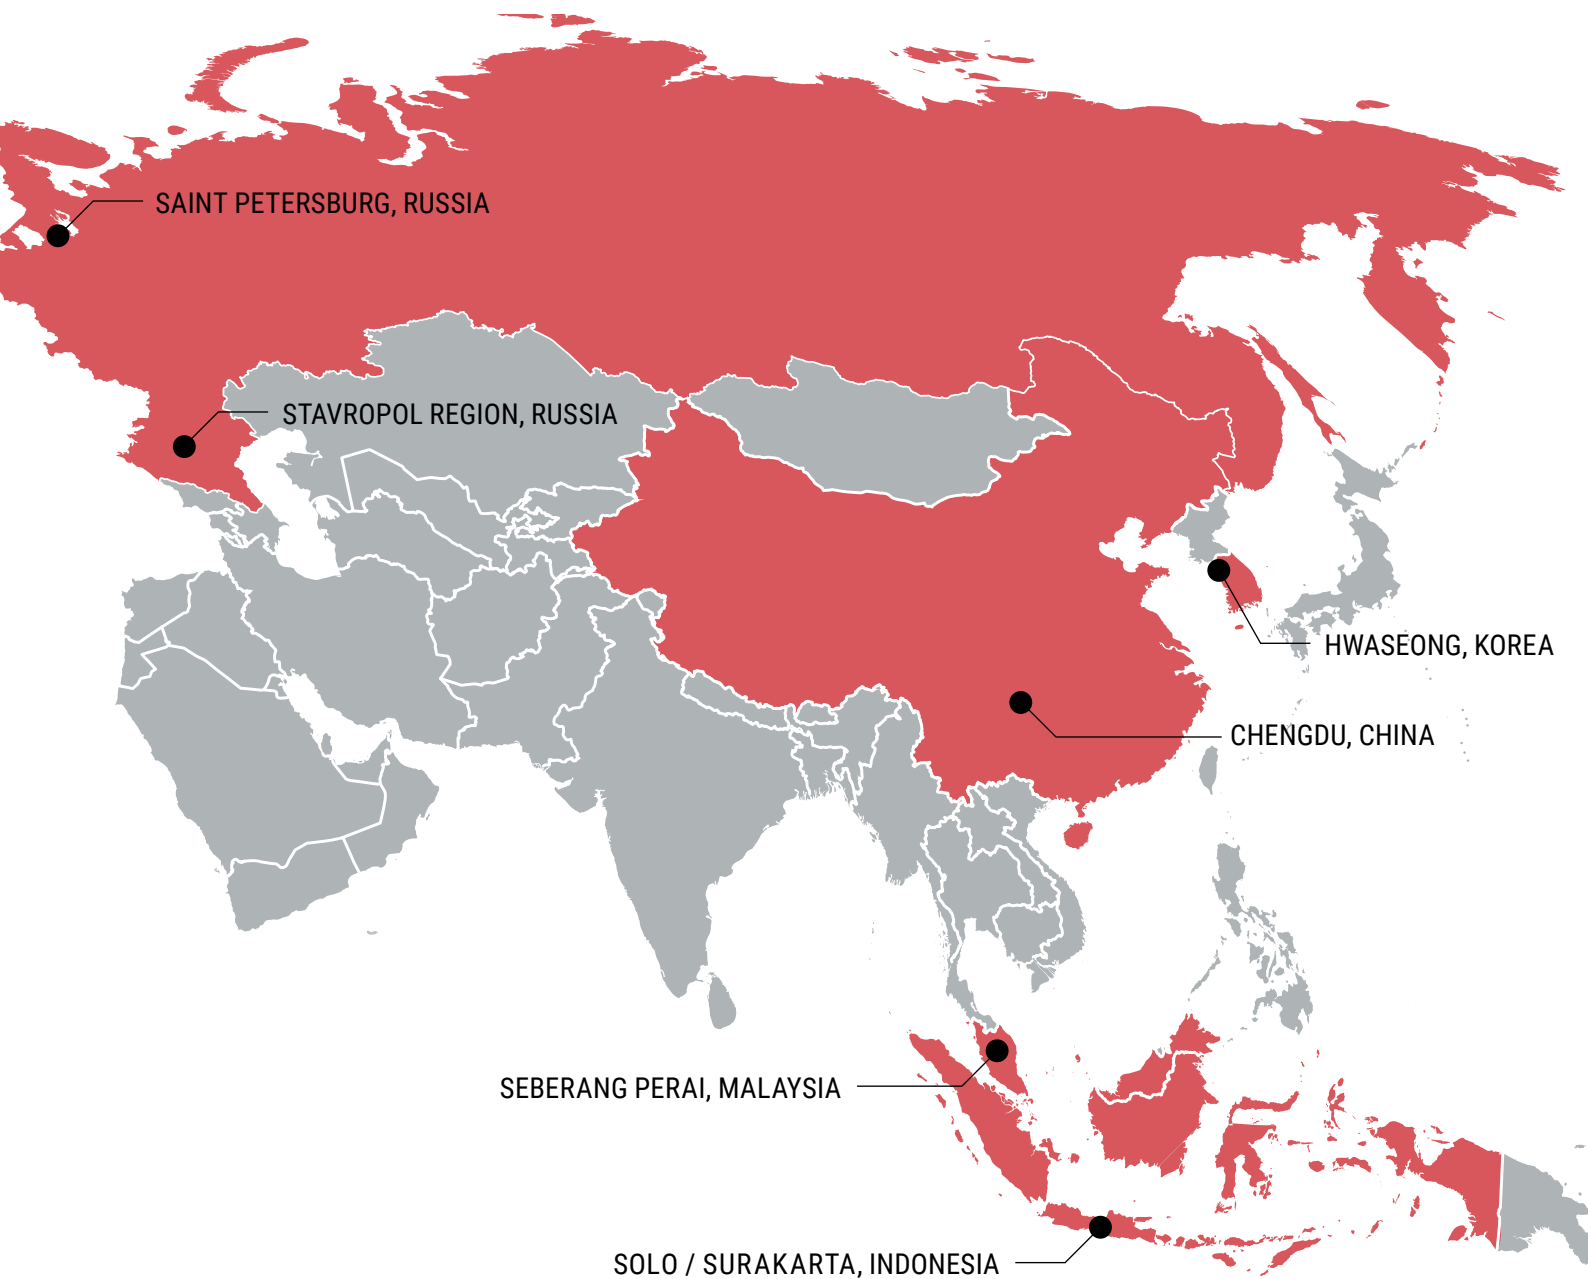 SAINT PETERSBURG, RUSSIA
STAVROPOL REGION, RUSSIA
HWASEONG, KOREA
CHENGDU, CHINA
SEBERANG PERAI, MALAYSIA
SOLO / SURAKARTA, INDONESIA